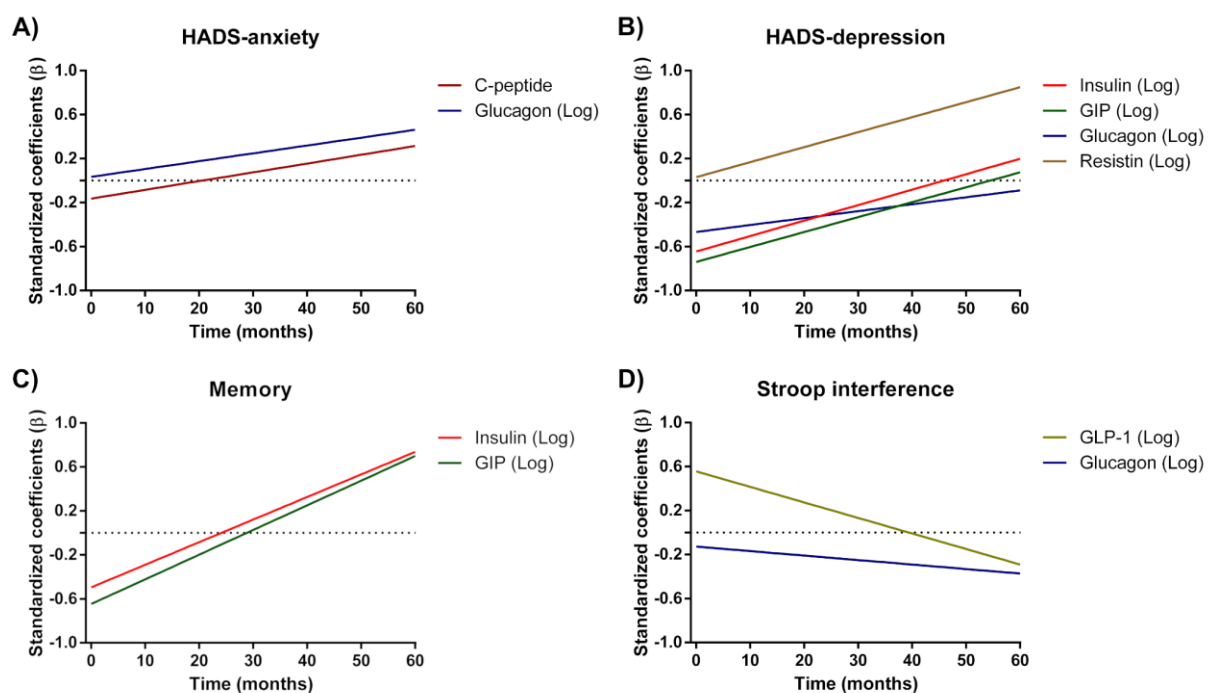 A)
HADS-anxiety
Standardized coefficients (β)
1.0
0.6
0.2
-0.2
-0.6
-1.0
0 10 20 30 40 50 60
Time (months)
C-peptide
Glucagon (Log)
B)
HADS-depression
Standardized coefficients (β)
1.0
0.6
0.2
-0.2
-0.6
-1.0
0 10 20 30 40 50 60
Time (months)
Insulin (Log)
GIP (Log)
Glucagon (Log)
Resistin (Log)
C)
Memory
Standardized coefficients (β)
1.0
0.6
0.2
-0.2
-0.6
-1.0
0 10 20 30 40 50 60
Time (months)
Insulin (Log)
GIP (Log)
D)
Stroop interference
Standardized coefficients (β)
1.0
0.6
0.2
-0.2
-0.6
-1.0
0 10 20 30 40 50 60
Time (months)
GLP-1 (Log)
Glucagon (Log)